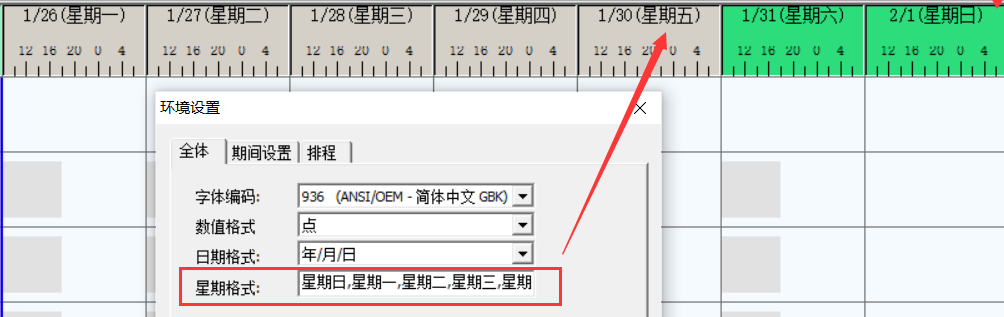 1/26(星期一) 1/27(星期二) 1/28(星期三) 1/29(星期四) 1/30(星期五) 1/31(星期六) 2/1(星期日)
12 16 20 0 4 12 16 20 0 4 12 16 20 0 4 12 16 20 0 4 12 16 20 0 4 12 16 20 0 4 12 16 20 0 4
环境设置
全体 期间设置 排程
字体编码: 936 (ANSI/OEM - 简体中文 GBK)
数值格式 点
日期格式: 年/月/日
星期格式: 星期日,星期一,星期二,星期三,星期